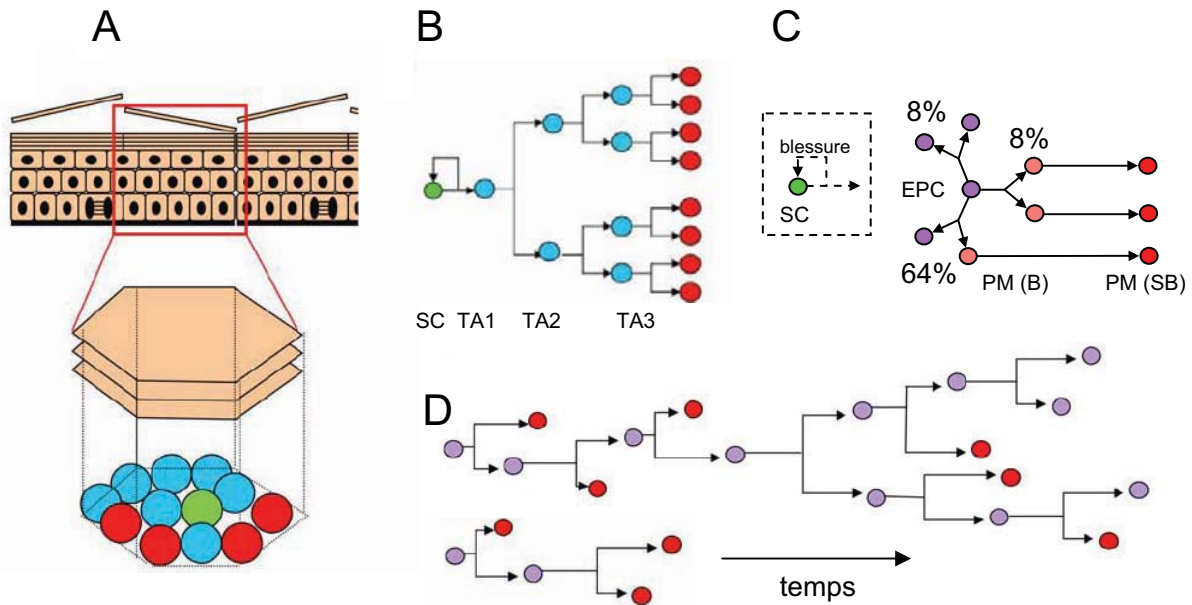 A
B
SC TA1 TA2 TA3
C
blessure
SC
8%
8%
EPC
64%
PM (B) PM (SB)
D
temps